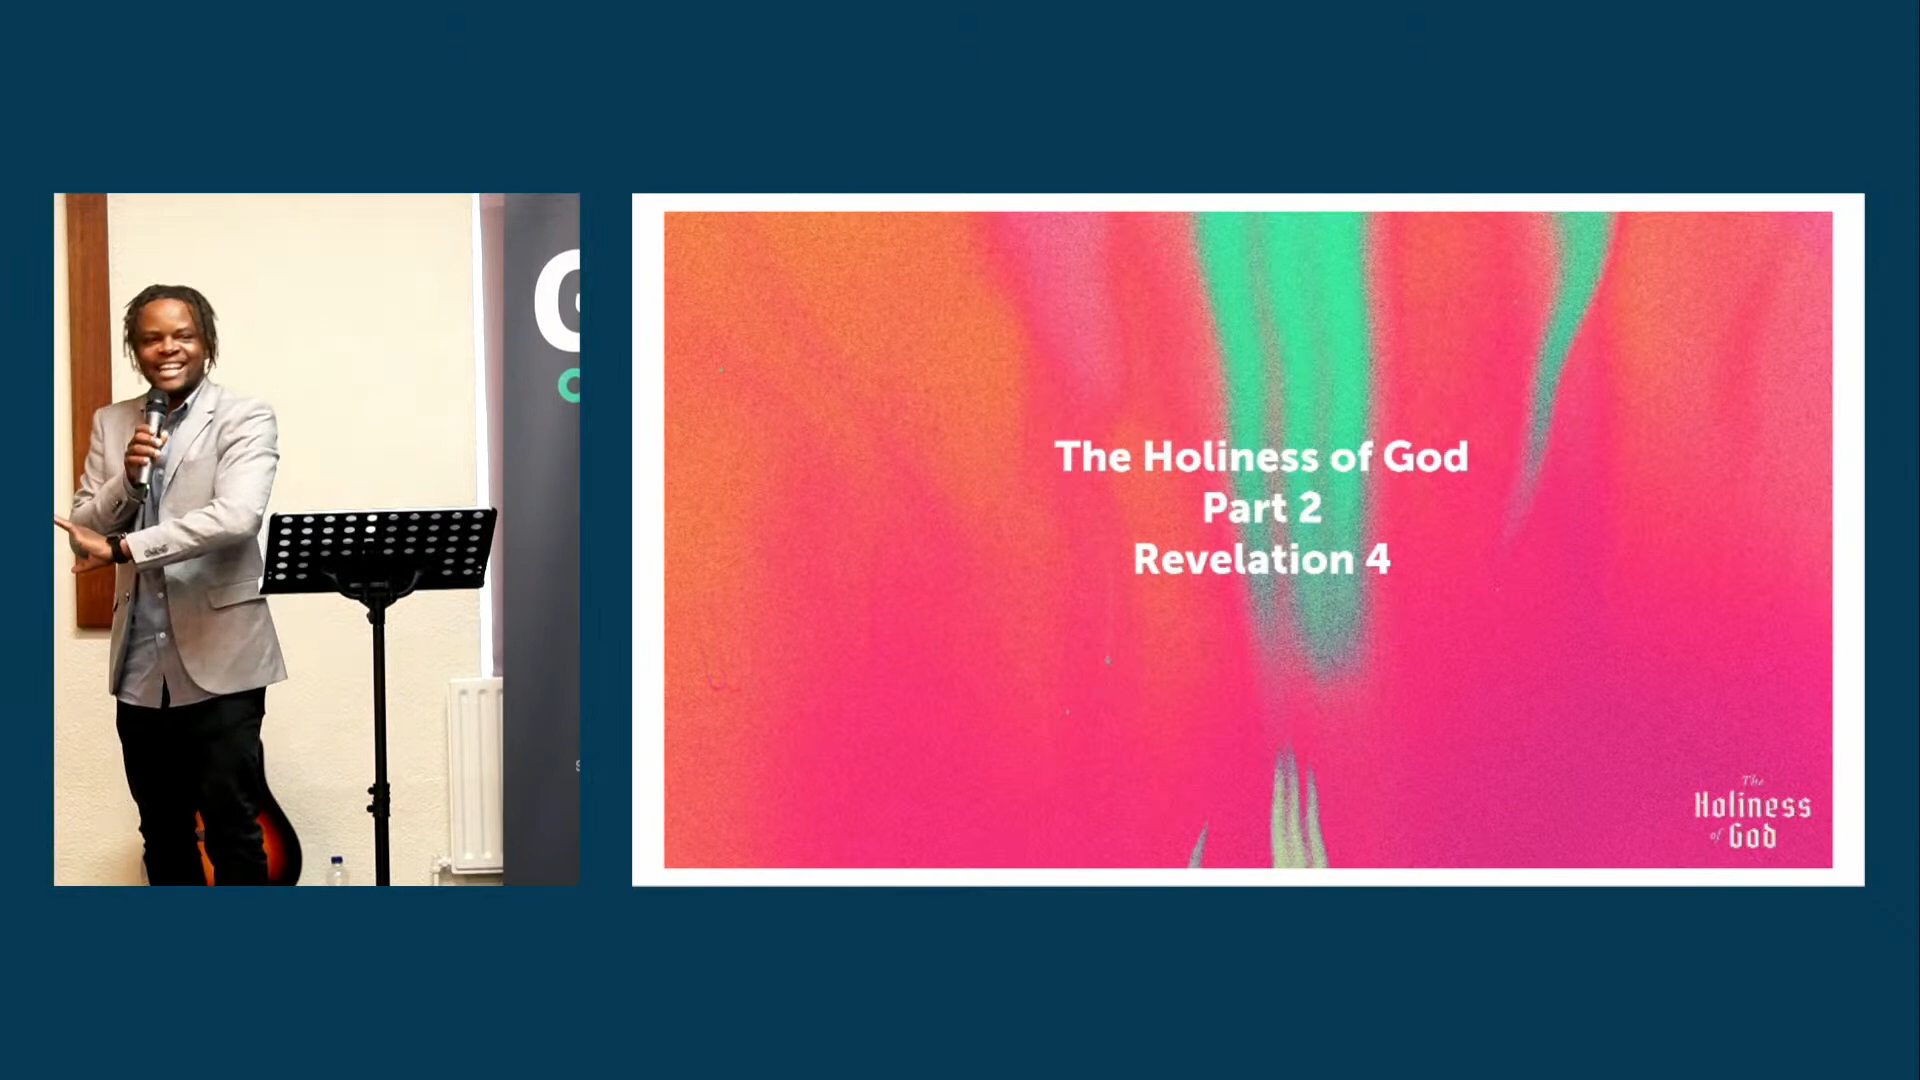 The Holiness of God
Part 2
Revelation 4
The
Holiness
of God